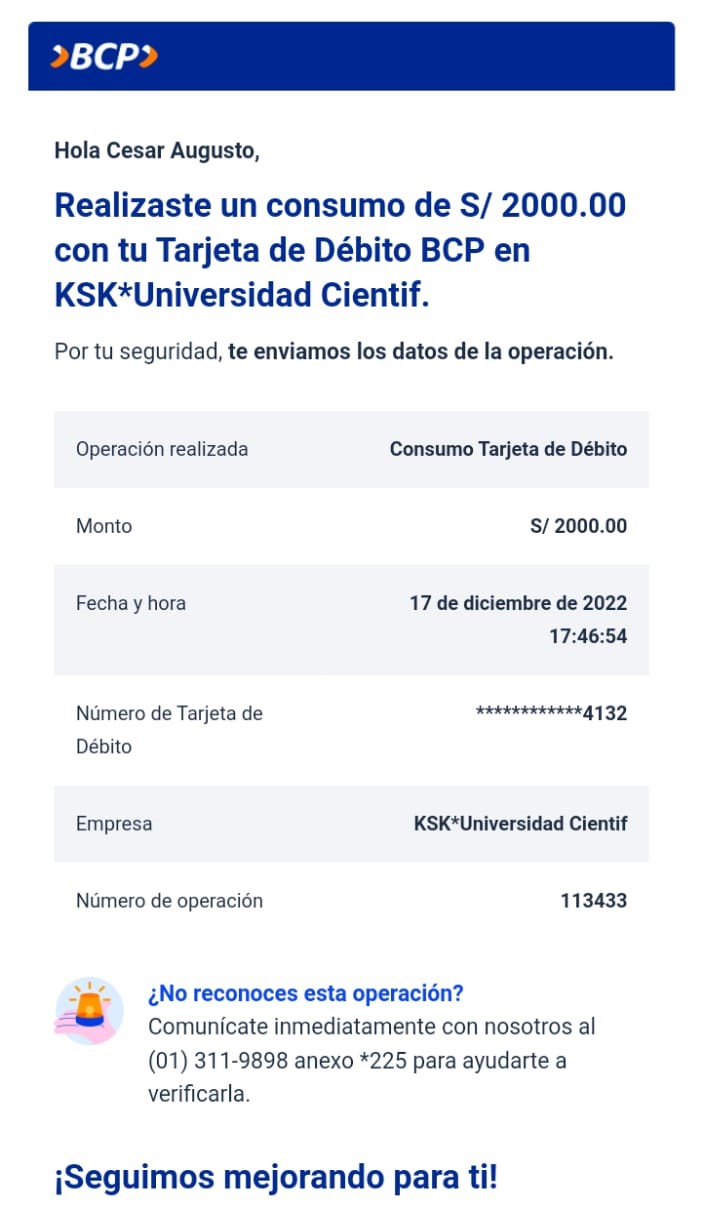 BCP
Hola Cesar Augusto,
Realizaste un consumo de S/ 2000.00
con tu Tarjeta de Débito BCP en
KSK*Universidad Cientif.
Por tu seguridad, te enviamos los datos de la operación.
Operación realizada Consumo Tarjeta de Débito
Monto S/ 2000.00
Fecha y hora 17 de diciembre de 2022
17:46:54
Número de Tarjeta de ************4132
Débito
Empresa KSK*Universidad Cientif
Número de operación 113433
¿No reconoces esta operación?
Comunícate inmediatamente con nosotros al
(01) 311-9898 anexo *225 para ayudarte a
verificarla.
¡Seguimos mejorando para ti!